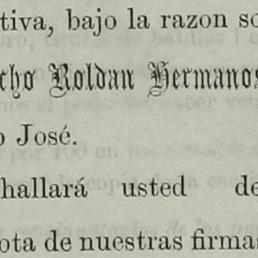 tiva, bajo la razon so
cho Roldan Hermanos
o José.
hallará usted de
ota de nuestras firmas